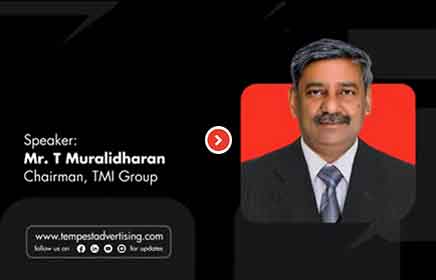 Speaker:
Mr. T Muralidharan
Chairman, TMI Group
www.tempestadvertising.com
follow us on for updates